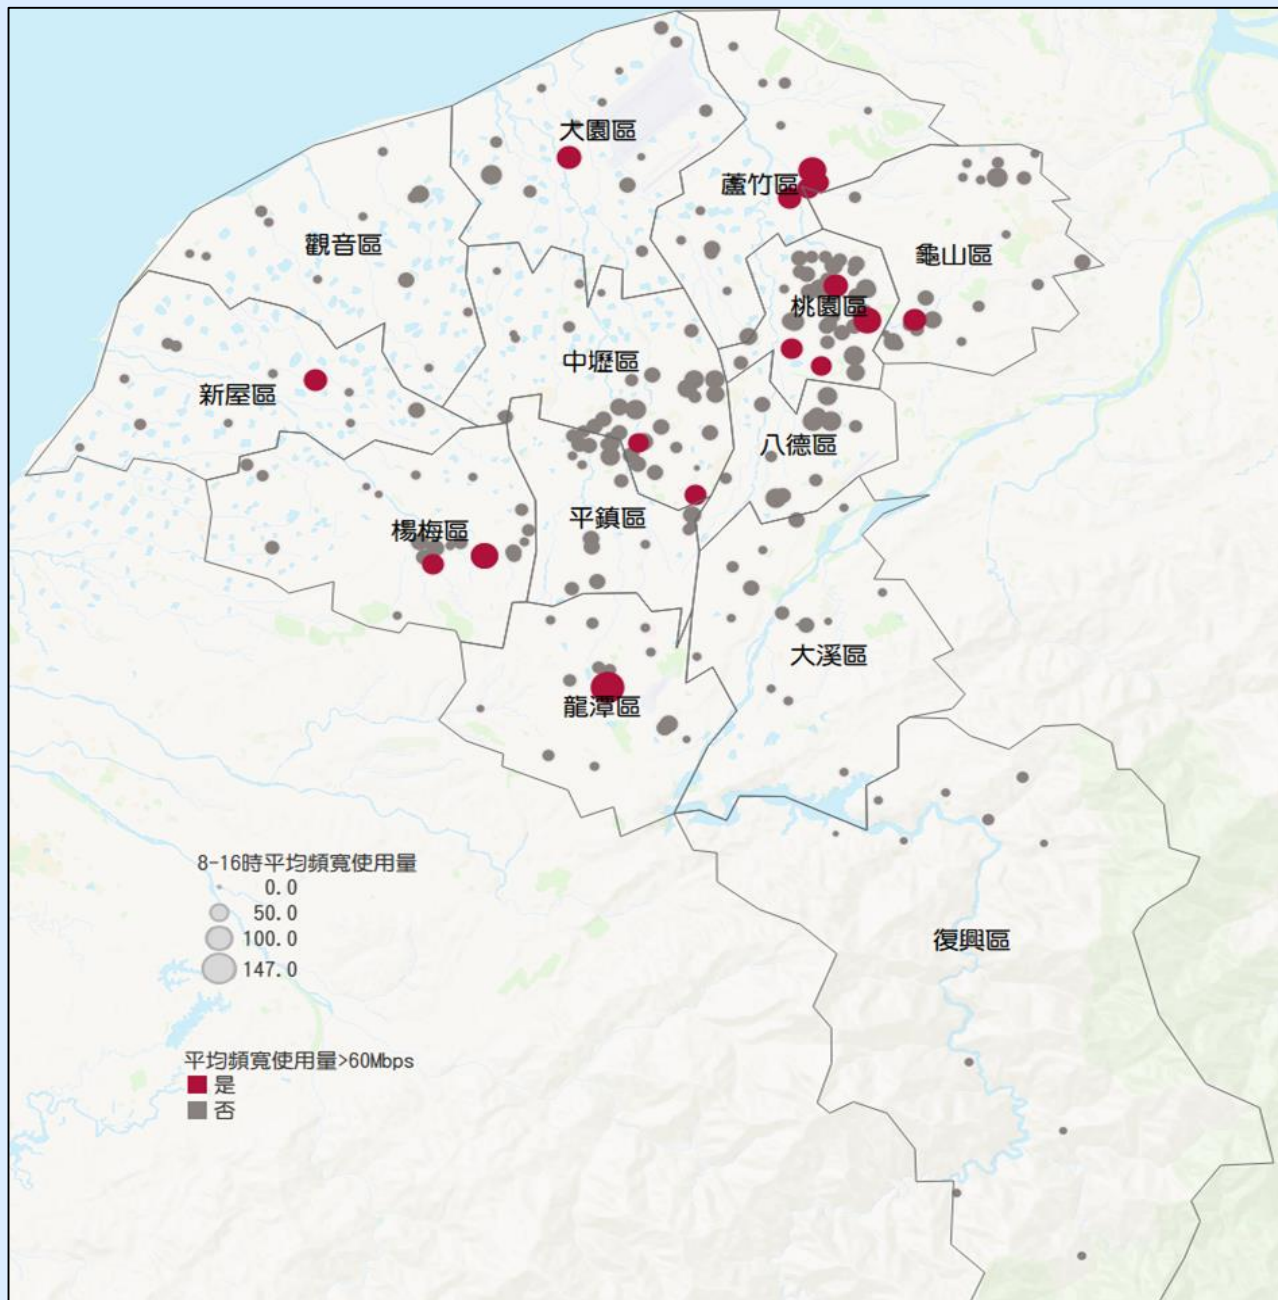 大園區
蘆竹區
觀音區
龜山區
桃園區
中壢區
新屋區
八德區
平鎮區
楊梅區
大溪區
龍潭區
復興區
8-16時平均頻寬使用量
0.0
50.0
100.0
147.0
平均頻寬使用量>60Mbps
是
否